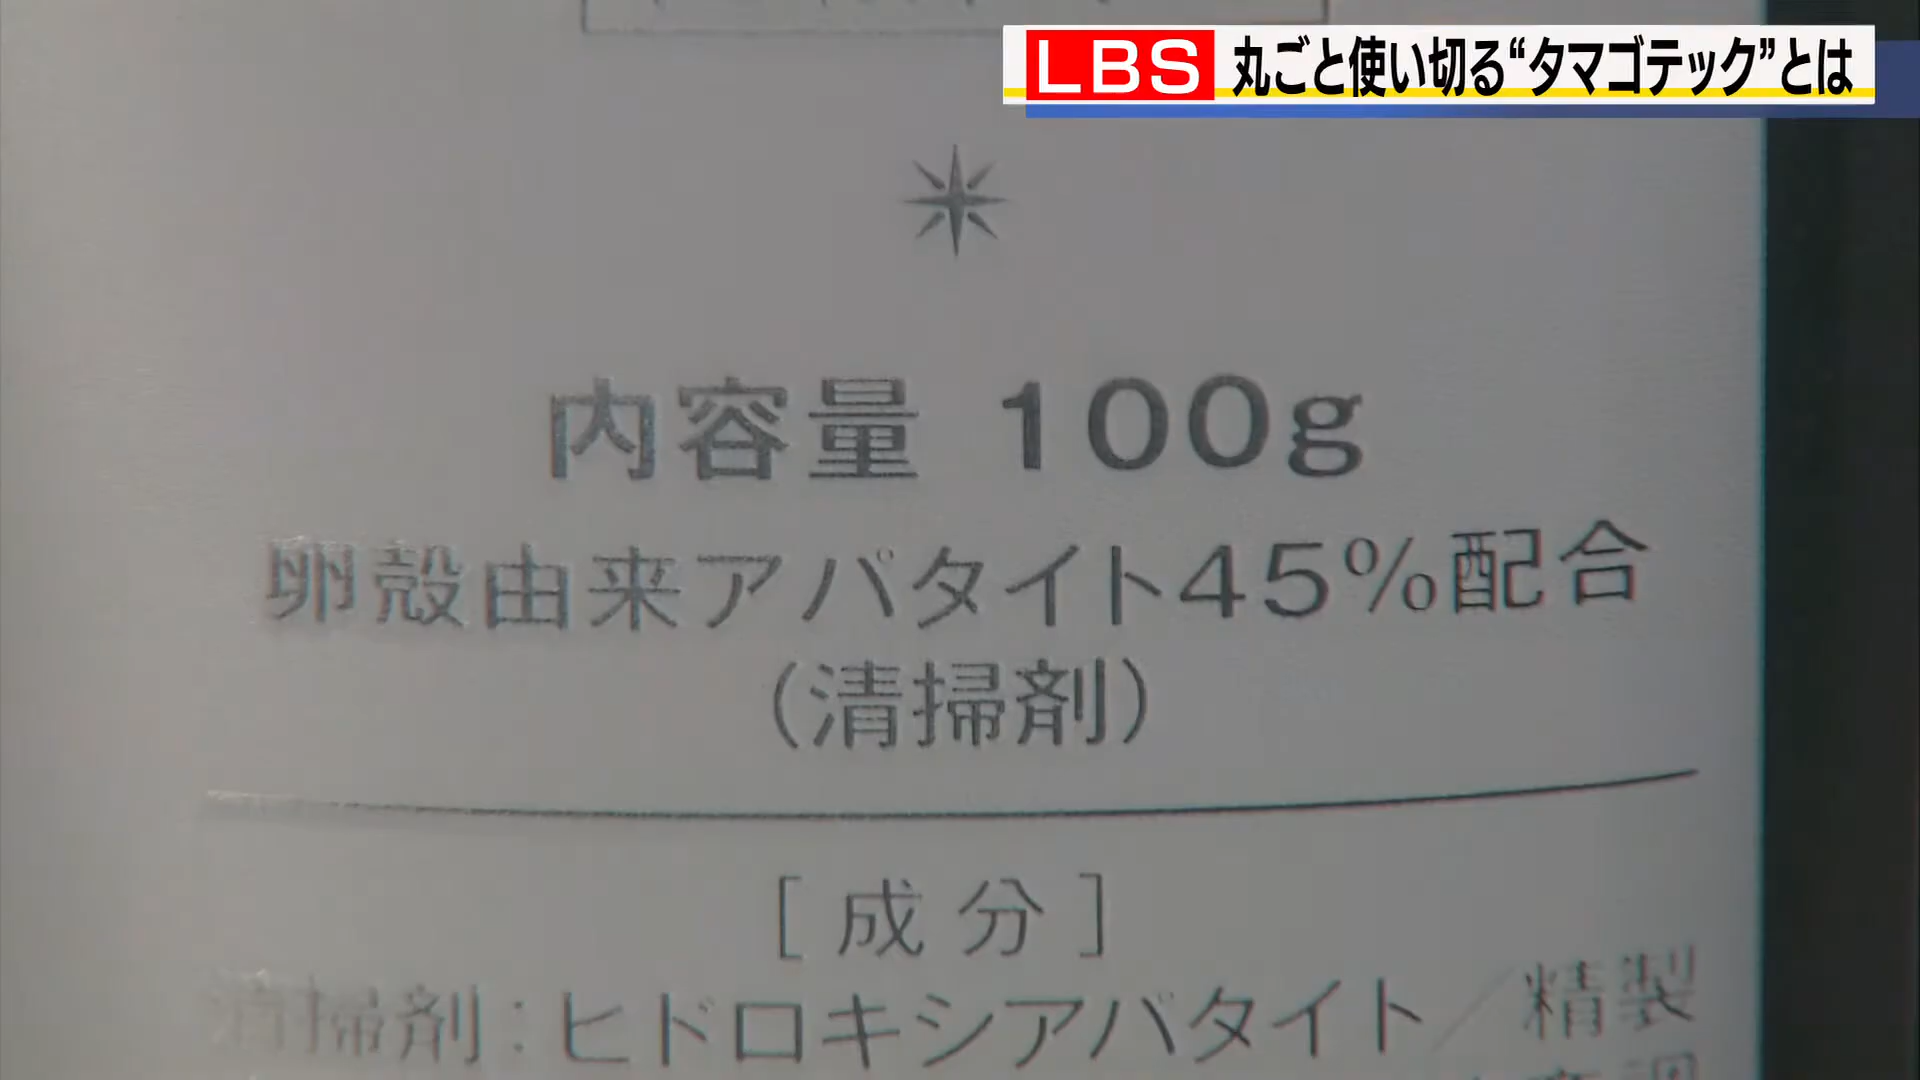 LBS 丸ごと使い切る“タマゴテック”とは
内容量 100g
卵殻由来アパタイト45%配合
(清掃剤)
[成分]
清掃剤:ヒドロキシアパタイト/精製